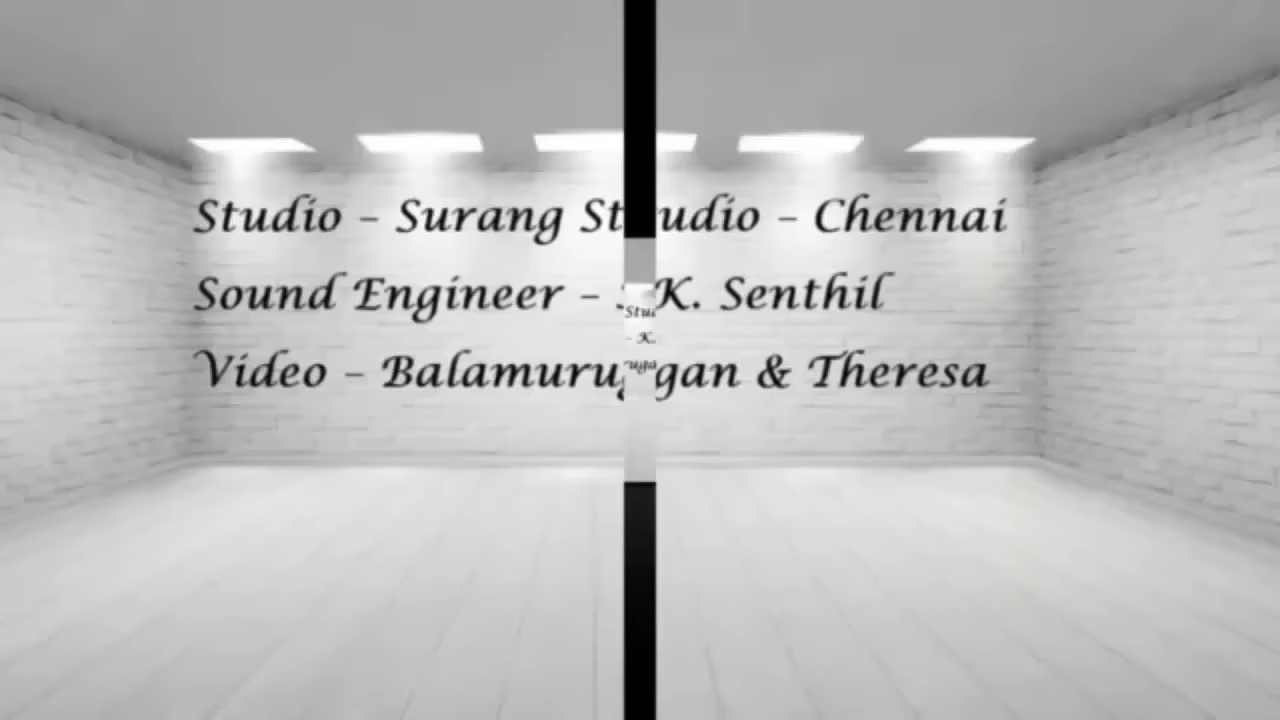 Studio – Surang Studio – Chennai
Sound Engineer – K. Senthil
Video – Balamurugan & Theresa